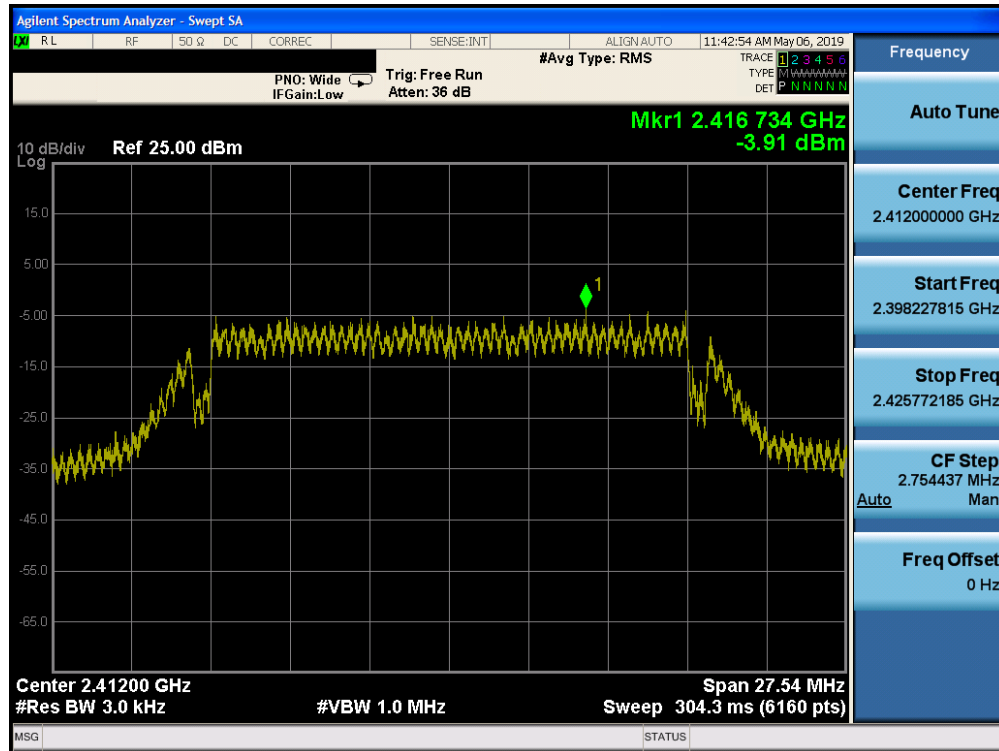 Agilent Spectrum Analyzer - Swept SA
LXI RL RF 50 Ω DC CORREC SENSE:INT ALIGN AUTO 11:42:54 AM May 06, 2019
Frequency
#Avg Type: RMS TRACE 1 2 3 4 5 6
PNO: Wide Trig: Free Run TYPE M WWWWW
IFGain:Low Atten: 36 dB DET P N N N N N
Auto Tune
Mkr1 2.416 734 GHz
-3.91 dBm
10 dB/div Ref 25.00 dBm
Log
15.0
5.00
-5.00
-15.0
-25.0
-35.0
-45.0
-55.0
-65.0
1
Center 2.41200 GHz Span 27.54 MHz
#Res BW 3.0 kHz #VBW 1.0 MHz Sweep 304.3 ms (6160 pts)
Center Freq
2.412000000 GHz
Start Freq
2.398227815 GHz
Stop Freq
2.425772185 GHz
CF Step
2.754437 MHz
Auto Man
Freq Offset
0 Hz
MSG STATUS